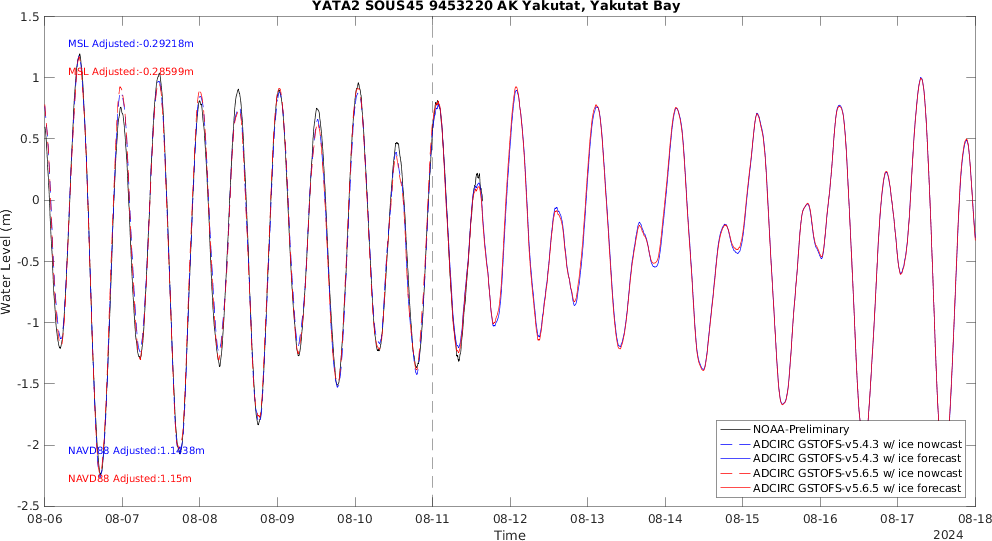 YATA2 SOUS45 9453220 AK Yakutat, Yakutat Bay
1.5
1
0.5
0
-0.5
-1
-1.5
-2
-2.5
Water Level (m)
MSL Adjusted:-0.29218m
MSL Adjusted:-0.28599m
NAVD88 Adjusted:1.1438m
NAVD88 Adjusted:1.15m
NOAA-Preliminary
ADCIRC GSTOFS-v5.4.3 w/ ice nowcast
ADCIRC GSTOFS-v5.4.3 w/ ice forecast
ADCIRC GSTOFS-v5.6.5 w/ ice nowcast
ADCIRC GSTOFS-v5.6.5 w/ ice forecast
08-06 08-07 08-08 08-09 08-10 08-11 08-12 08-13 08-14 08-15 08-16 08-17 08-18
Time
2024